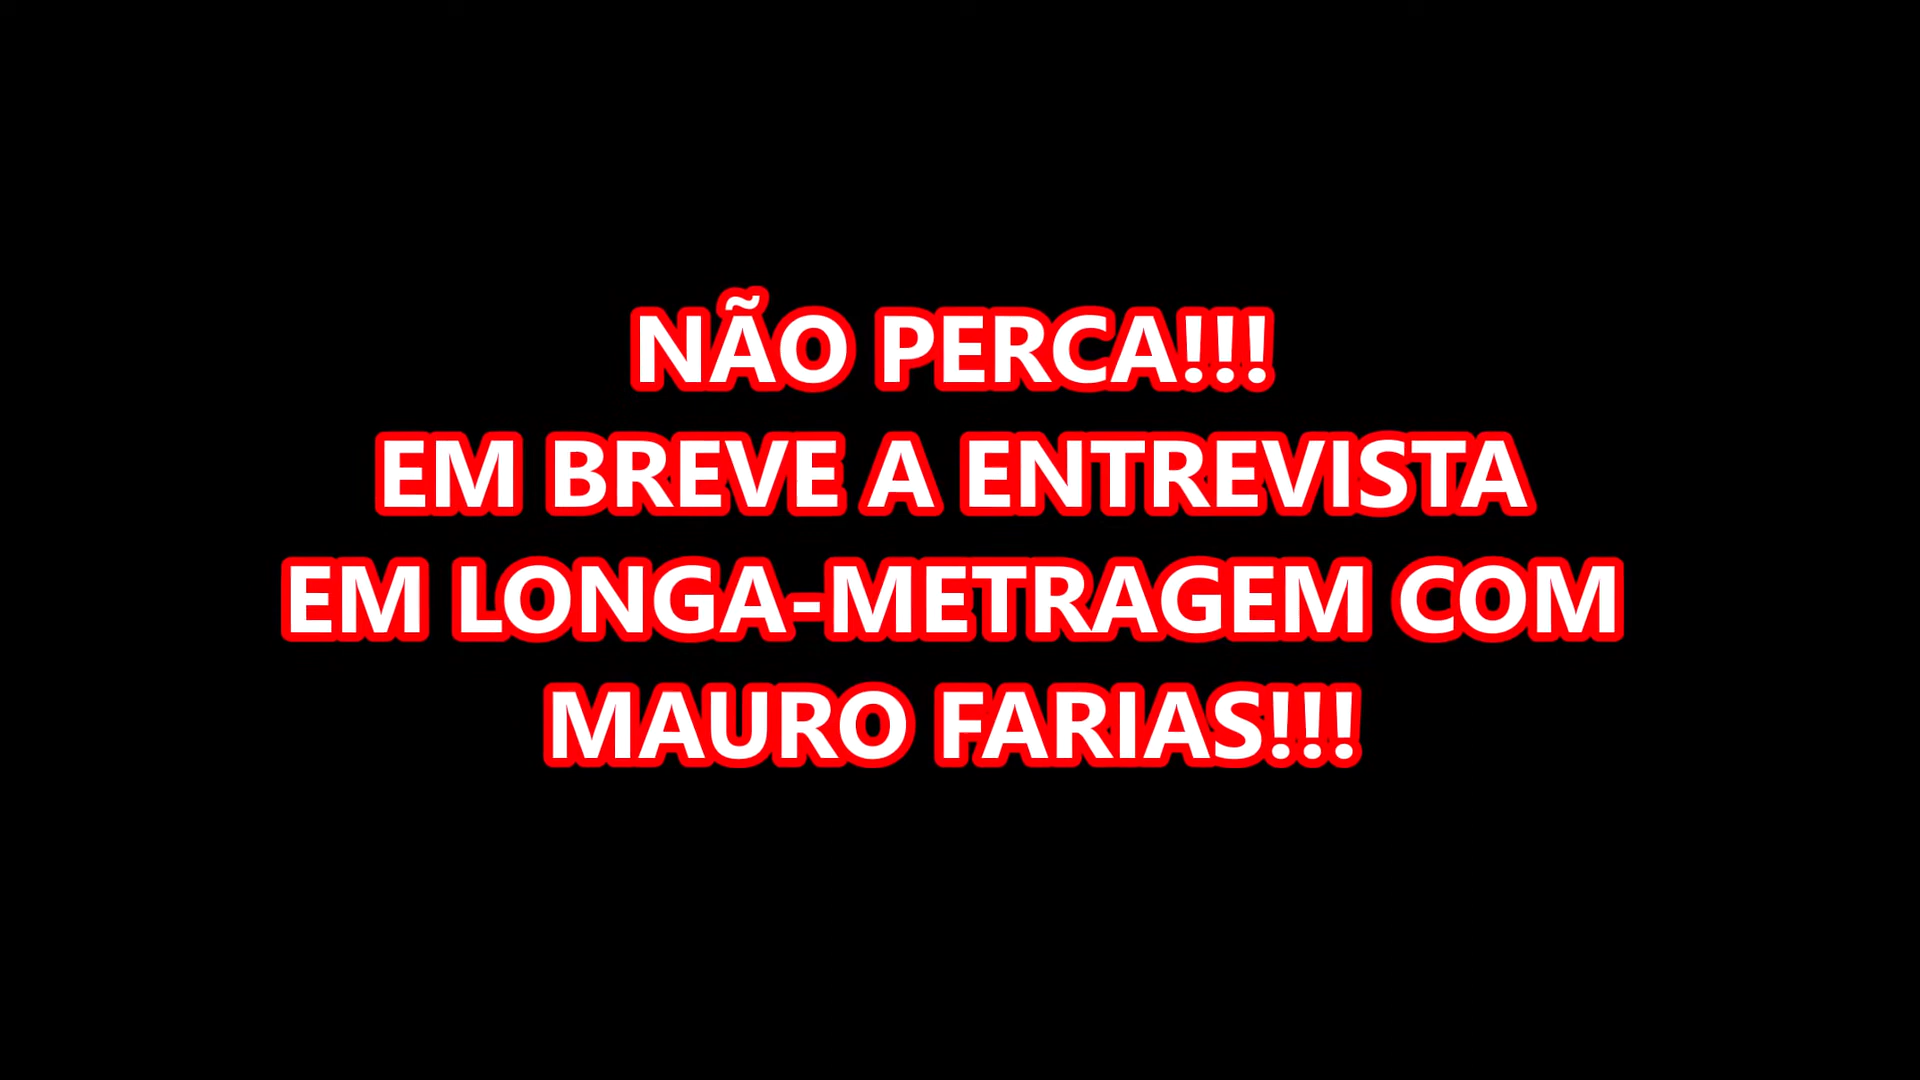 NÃO PERCA!!!
EM BREVE A ENTREVISTA
EM LONGA-METRAGEM COM
MAURO FARIAS!!!